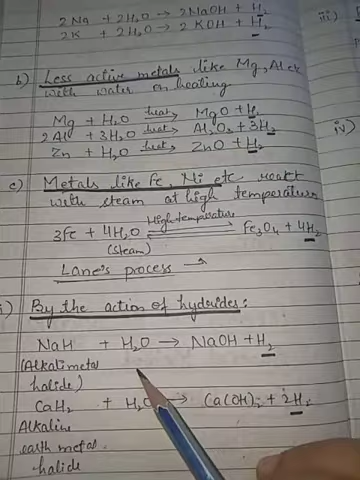 2Na + 2H2O → 2NaOH + H2
2K + 2H2O → 2KOH + H2
iii)
b) Less active metals like Mg, Al etc
with water on heating
Mg + H2O heat→ MgO + H2
2Al + 3H2O heat→ Al2O3 + 3H2
Zn + H2O heat→ ZnO + H2
iv)
c) Metals like Fe, Ni etc react
with steam at high temperature
3Fe + 4H2O High temperature ⇌ Fe3O4 + 4H2
(steam)
Lane's process →
i) By the action of hydrides:
NaH + H2O → NaOH + H2
(Alkali metal
halide)
CaH2 + H2O → Ca(OH)2 + 2H2
Alkaline
earth metal
halide